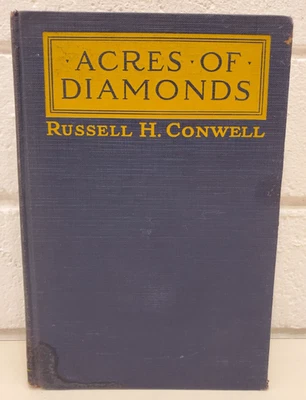 ·ACRES·OF·
DIAMONDS
RUSSELL H. CONWELL